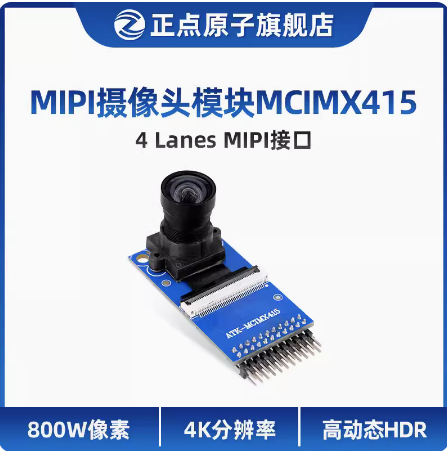 正点原子旗舰店
MIPI摄像头模块MCIMX415
4 Lanes MIPI接口
ATK-MCIMX415
800W像素
4K分辨率
高动态HDR